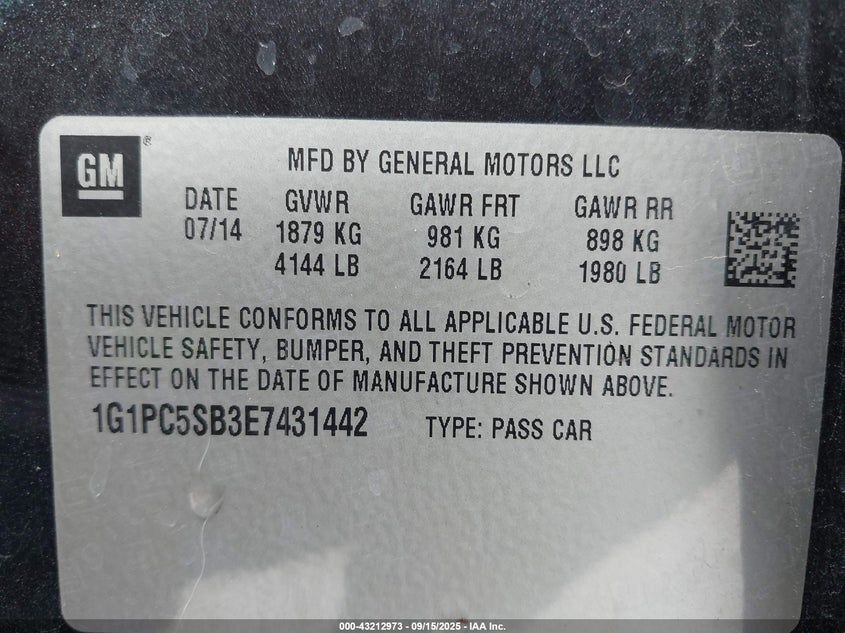 GM ®
MFD BY GENERAL MOTORS LLC
DATE GVWR GAWR FRT GAWR RR
07/14 1879 KG 981 KG 898 KG
4144 LB 2164 LB 1980 LB
THIS VEHICLE CONFORMS TO ALL APPLICABLE U.S. FEDERAL MOTOR
VEHICLE SAFETY, BUMPER, AND THEFT PREVENTION STANDARDS IN
EFFECT ON THE DATE OF MANUFACTURE SHOWN ABOVE.
1G1PC5SB3E7431442 TYPE: PASS CAR
000-43212973 - 09/15/2025 - IAA Inc.